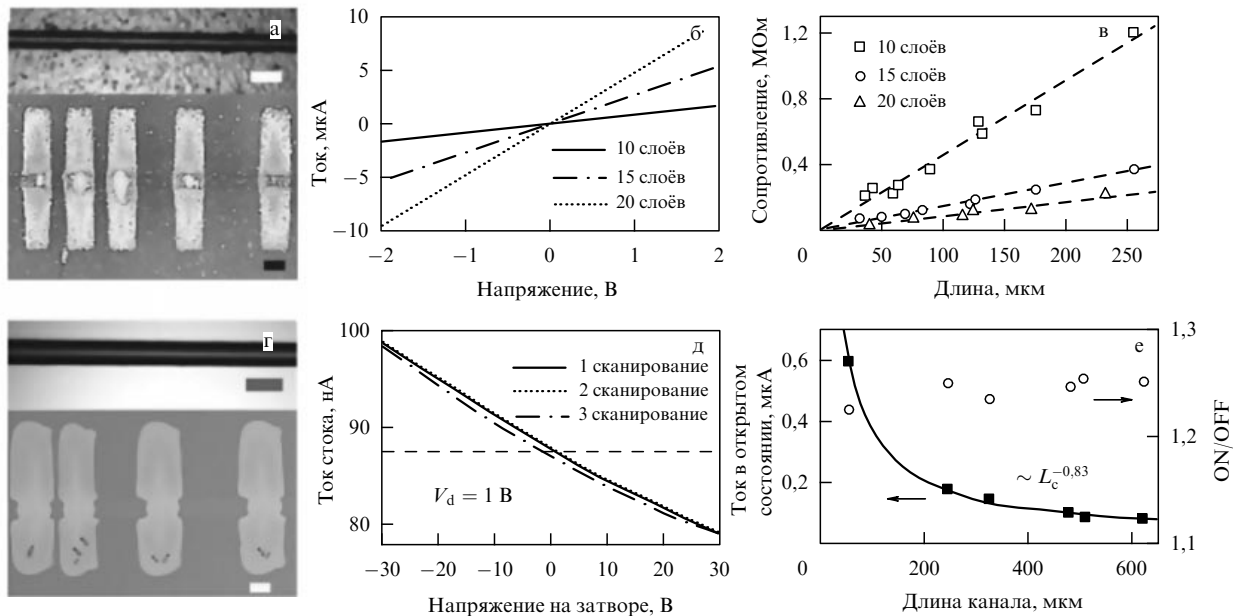 а
б
Ток, мкА
10
5
0
−5
−10
−2
−1
0
1
2
Напряжение, В
10 слоёв
15 слоёв
20 слоёв
в
Сопротивление, МОм
1,2
0,8
0,4
0
50
100
150
200
250
Длина, мкм
10 слоёв
15 слоёв
20 слоёв
г
д
Ток стока, нА
100
90
80
−30
−20
−10
0
10
20
30
Напряжение на затворе, В
1 сканирование
2 сканирование
3 сканирование
V_d = 1 В
е
Ток в открытом
состоянии, мкА
0,6
0,4
0,2
0
200
400
600
Длина канала, мкм
~ L_c^−0,83
1,3
1,2
1,1
ON/OFF